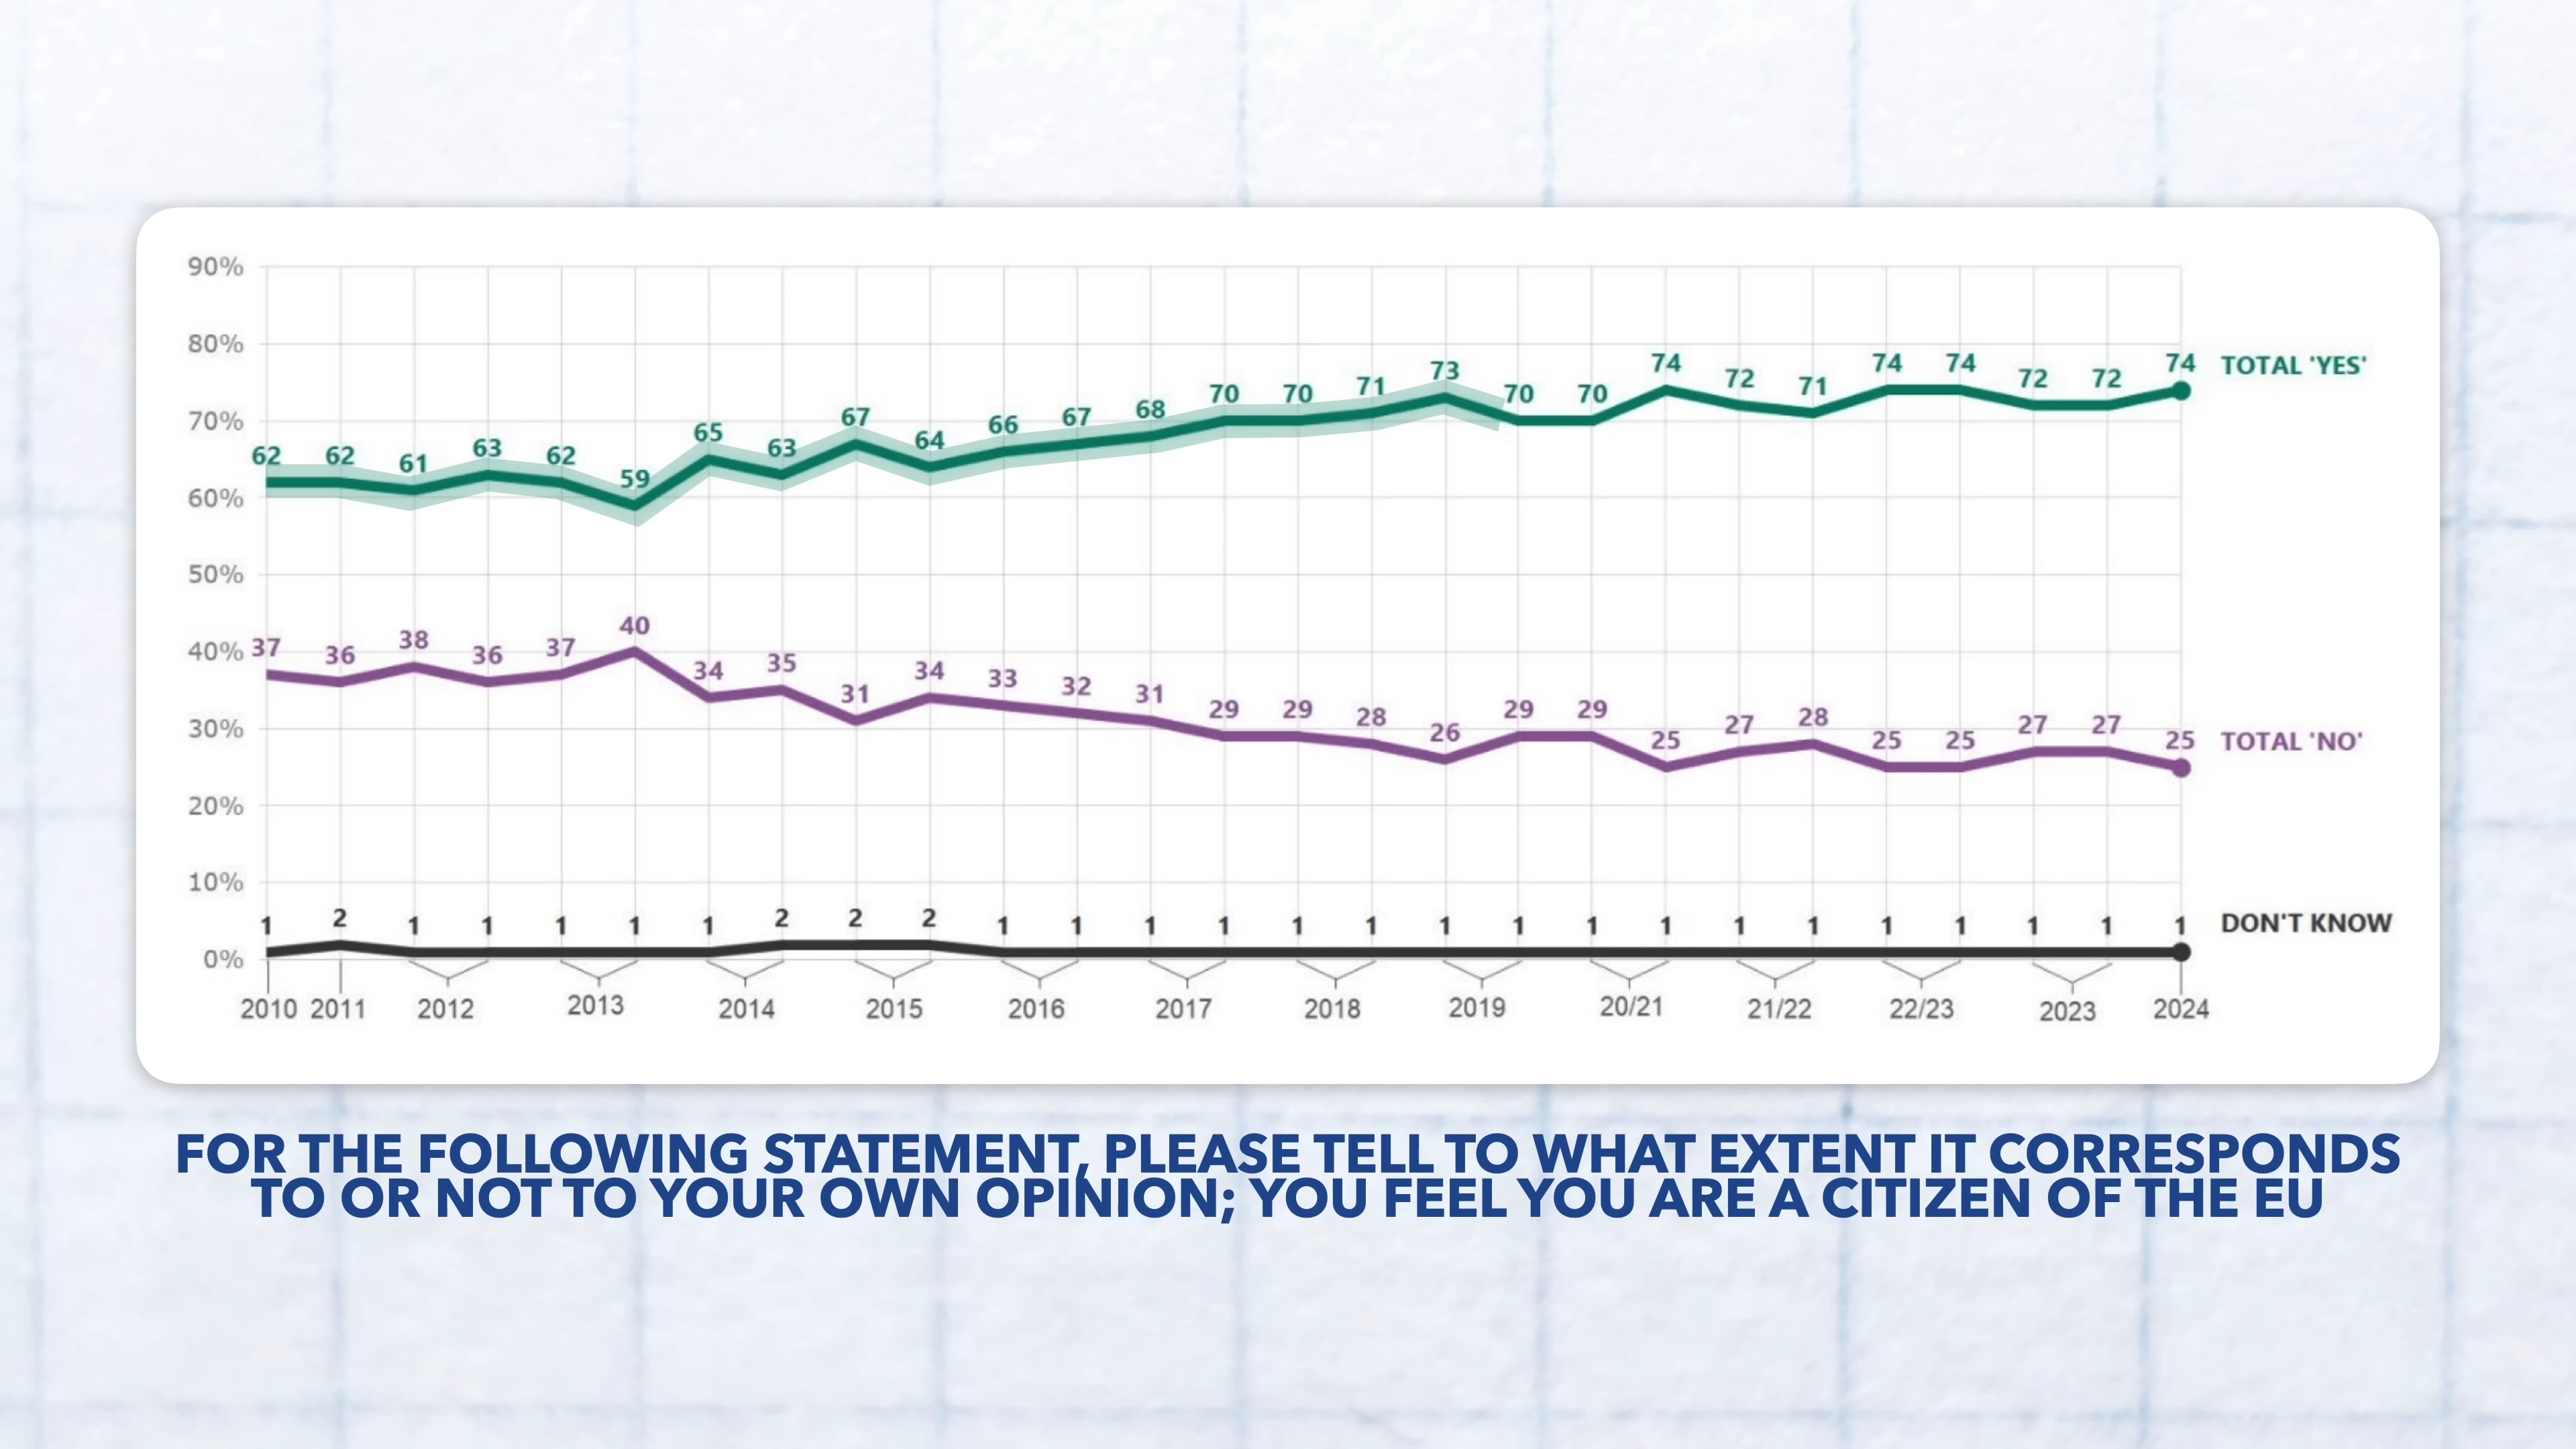 90%
80%
70%
60%
50%
40%
30%
20%
10%
0%
62 62 61 63 62 59 65 63 67 64 66 67 68 70 70 71 73 70 70 74 72 71 74 74 72 72 74
TOTAL 'YES'
37 36 38 36 37 40 34 35 31 34 33 32 31 29 29 28 26 29 29 25 27 28 25 25 27 27 25
TOTAL 'NO'
1 2 1 1 1 1 1 2 2 2 1 1 1 1 1 1 1 1 1 1 1 1 1 1 1 1 1
DON'T KNOW
2010 2011 2012 2013 2014 2015 2016 2017 2018 2019 20/21 21/22 22/23 2023 2024
FOR THE FOLLOWING STATEMENT, PLEASE TELL TO WHAT EXTENT IT CORRESPONDS
TO OR NOT TO YOUR OWN OPINION; YOU FEEL YOU ARE A CITIZEN OF THE EU